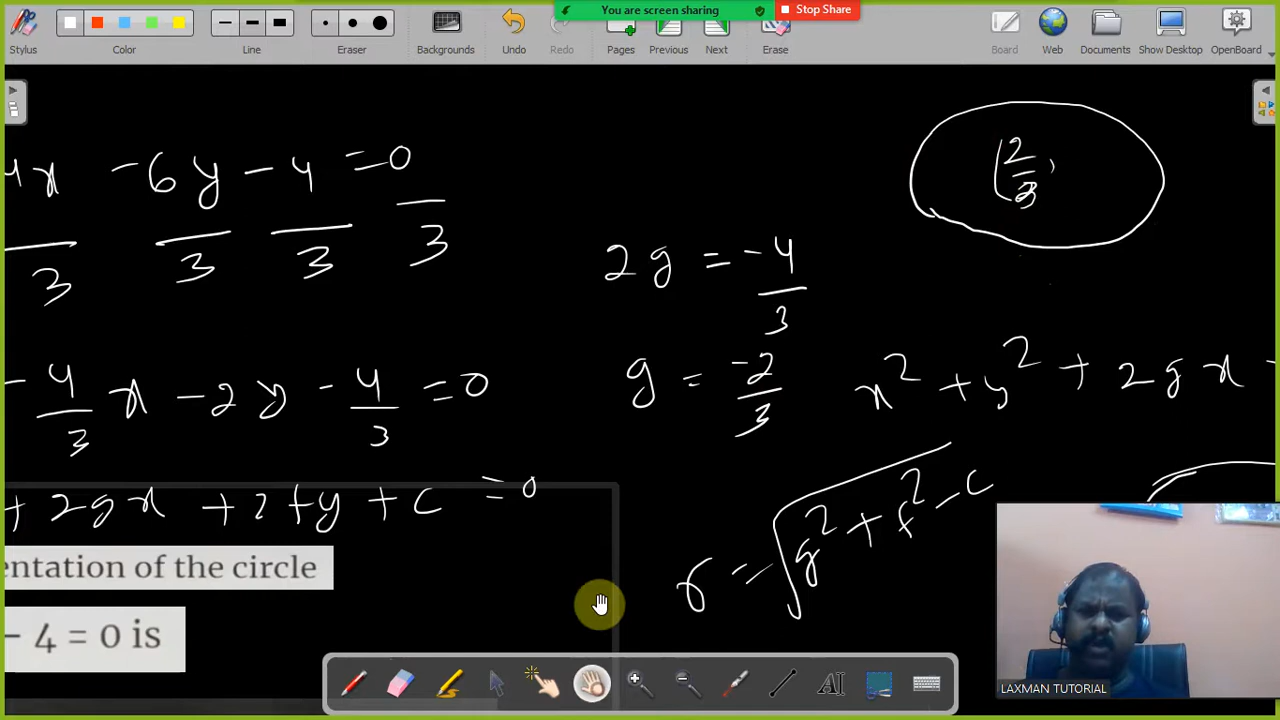 You are screen sharing
Stop Share
Stylus Color Line Eraser Backgrounds Undo Redo Pages Previous Next Erase Board Web Documents Show Desktop OpenBoard
4x -6y -4 =0
3 3 3 3
(2/3,
2g = -4/3
- 4/3 x -2y - 4/3 =0
g = -2/3
x² + y² + 2gx -
+ 2gx + 2fy + c =0
r = √g² + f² - c
entation of the circle
- 4 = 0 is
AI
LAXMAN TUTORIAL